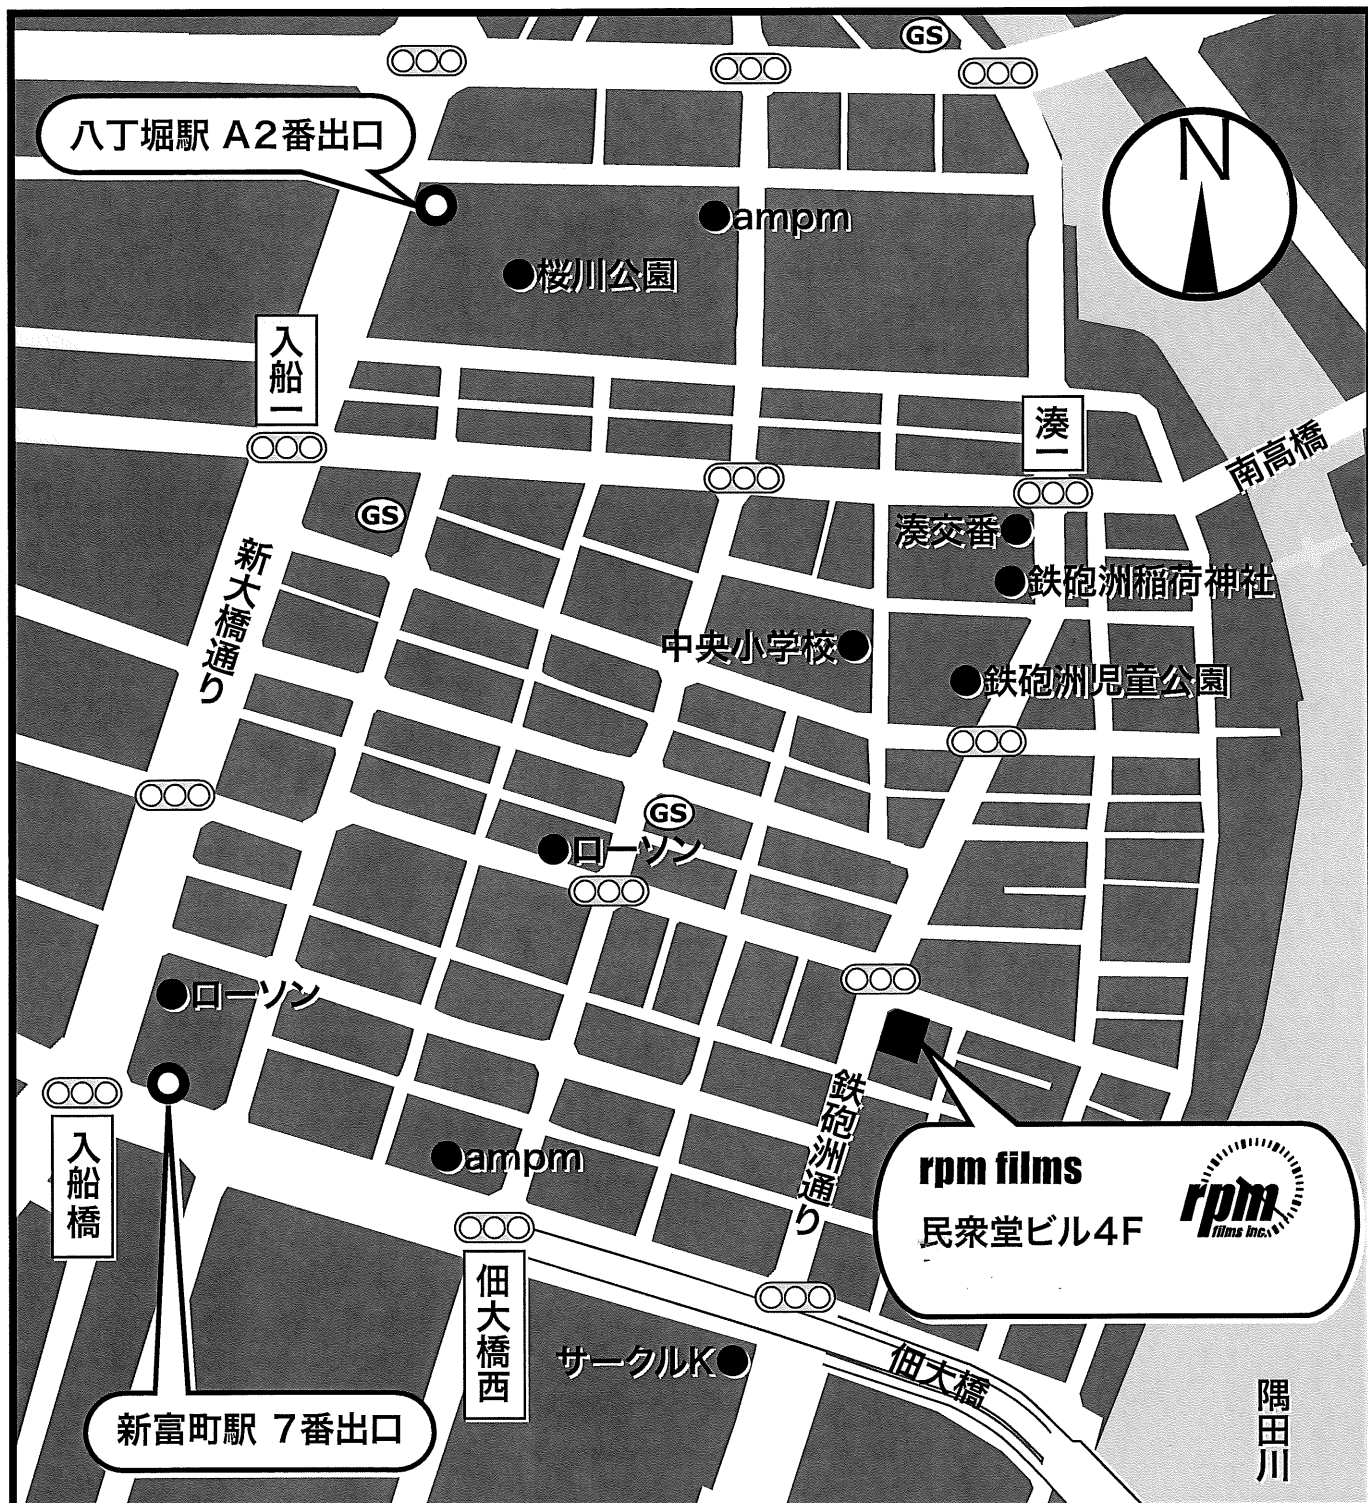 GS
八丁堀駅 A2番出口
N
ampm
桜川公園
入船一
湊一
南高橋
GS
湊交番
新大橋通り
鉄砲洲稲荷神社
中央小学校
鉄砲洲児童公園
GS
ローソン
ローソン
鉄砲洲通り
入船橋
ampm
rpm films
民衆堂ビル4F
rpm
films inc.
佃大橋西
サークルK
佃大橋
隅田川
新富町駅 7番出口